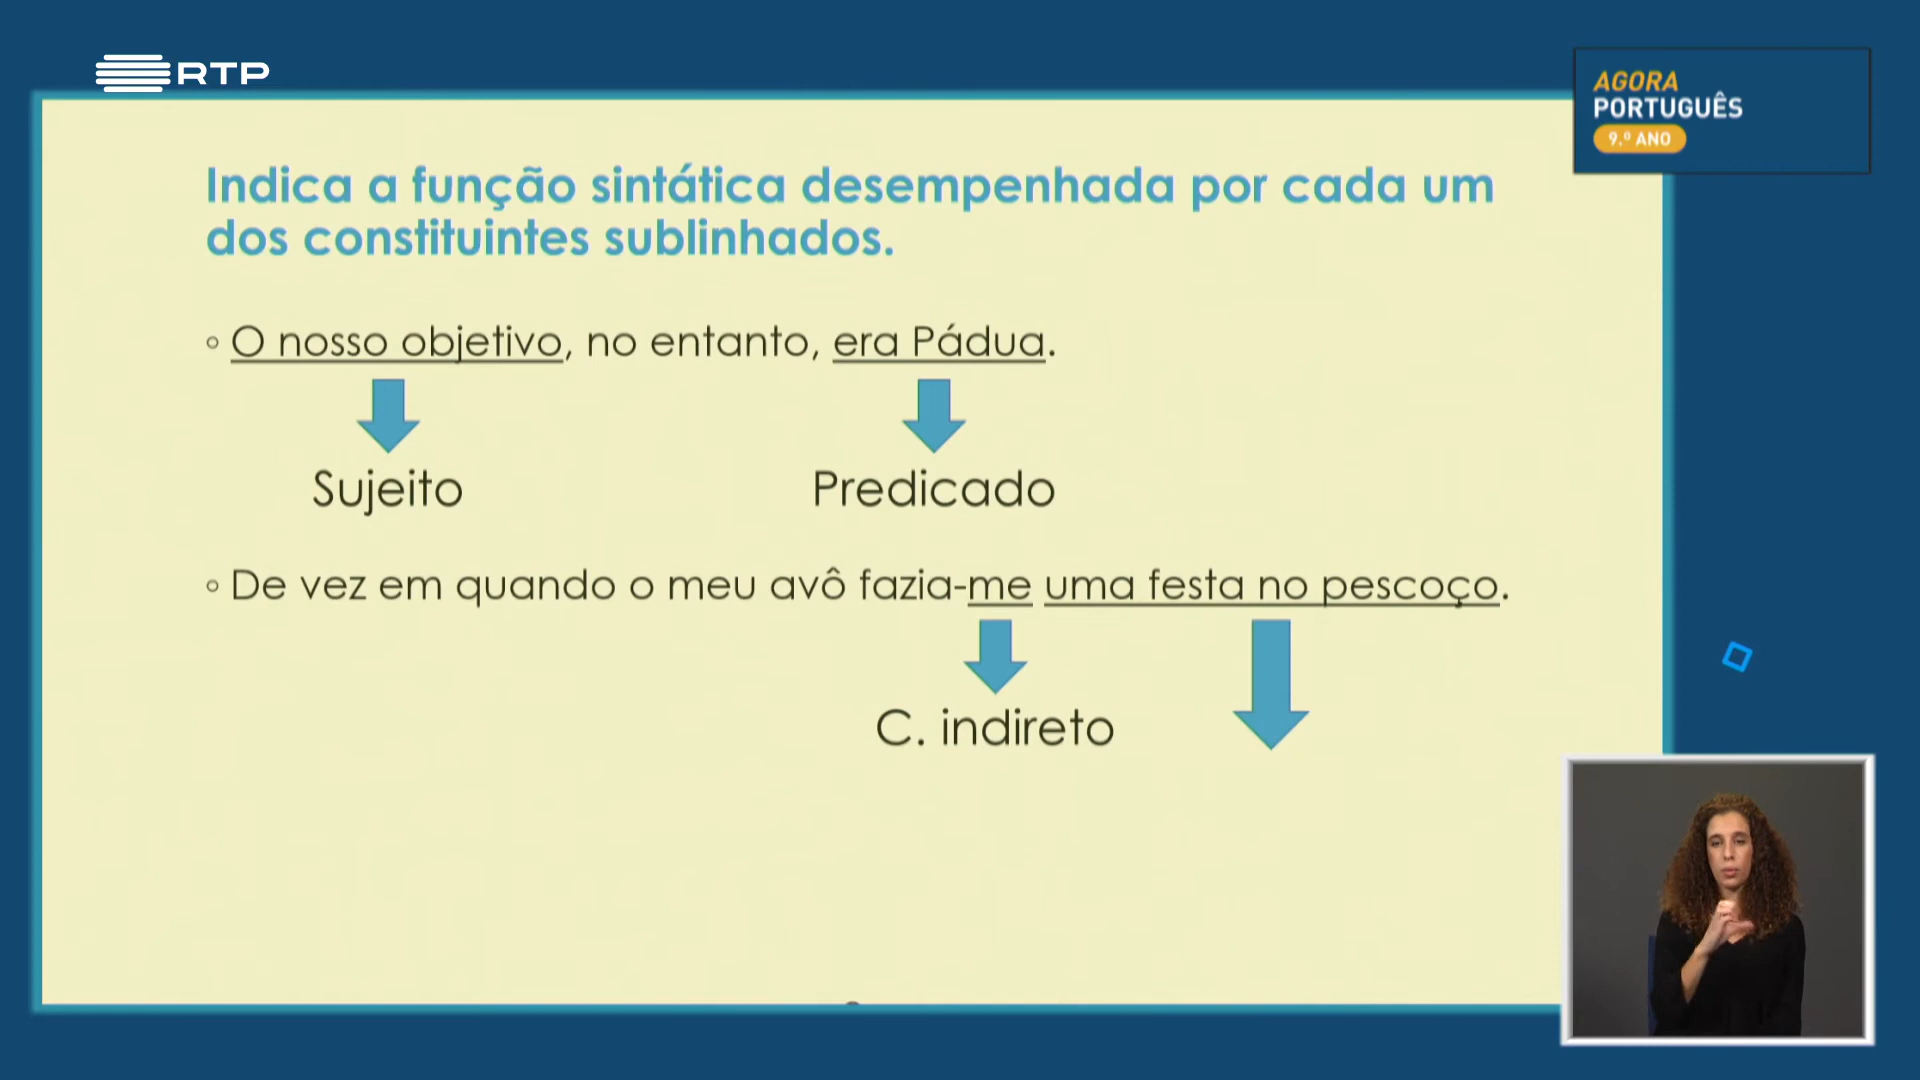 RTP
AGORA
PORTUGUÊS
9.º ANO
Indica a função sintática desempenhada por cada um
dos constituintes sublinhados.
◦ O nosso objetivo, no entanto, era Pádua.
Sujeito Predicado
◦ De vez em quando o meu avô fazia-me uma festa no pescoço.
C. indireto